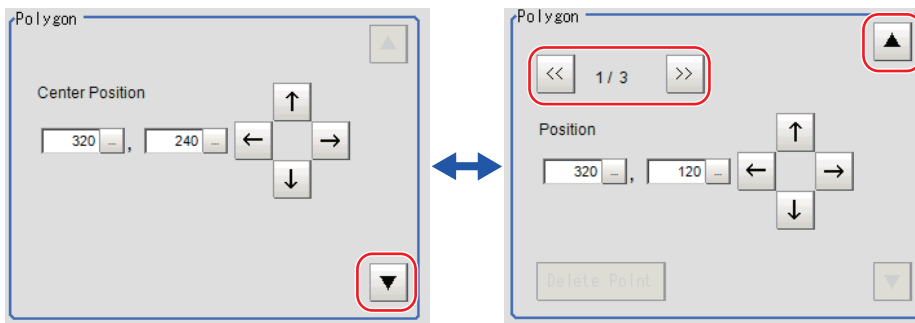 Polygon
Center Position
320 ... , 240 ... ← ↑ → ↓
▲
▼
Polygon
<< 1 / 3 >>
Position
320 ... , 120 ... ← ↑ → ↓
Delete Point
▲
▼